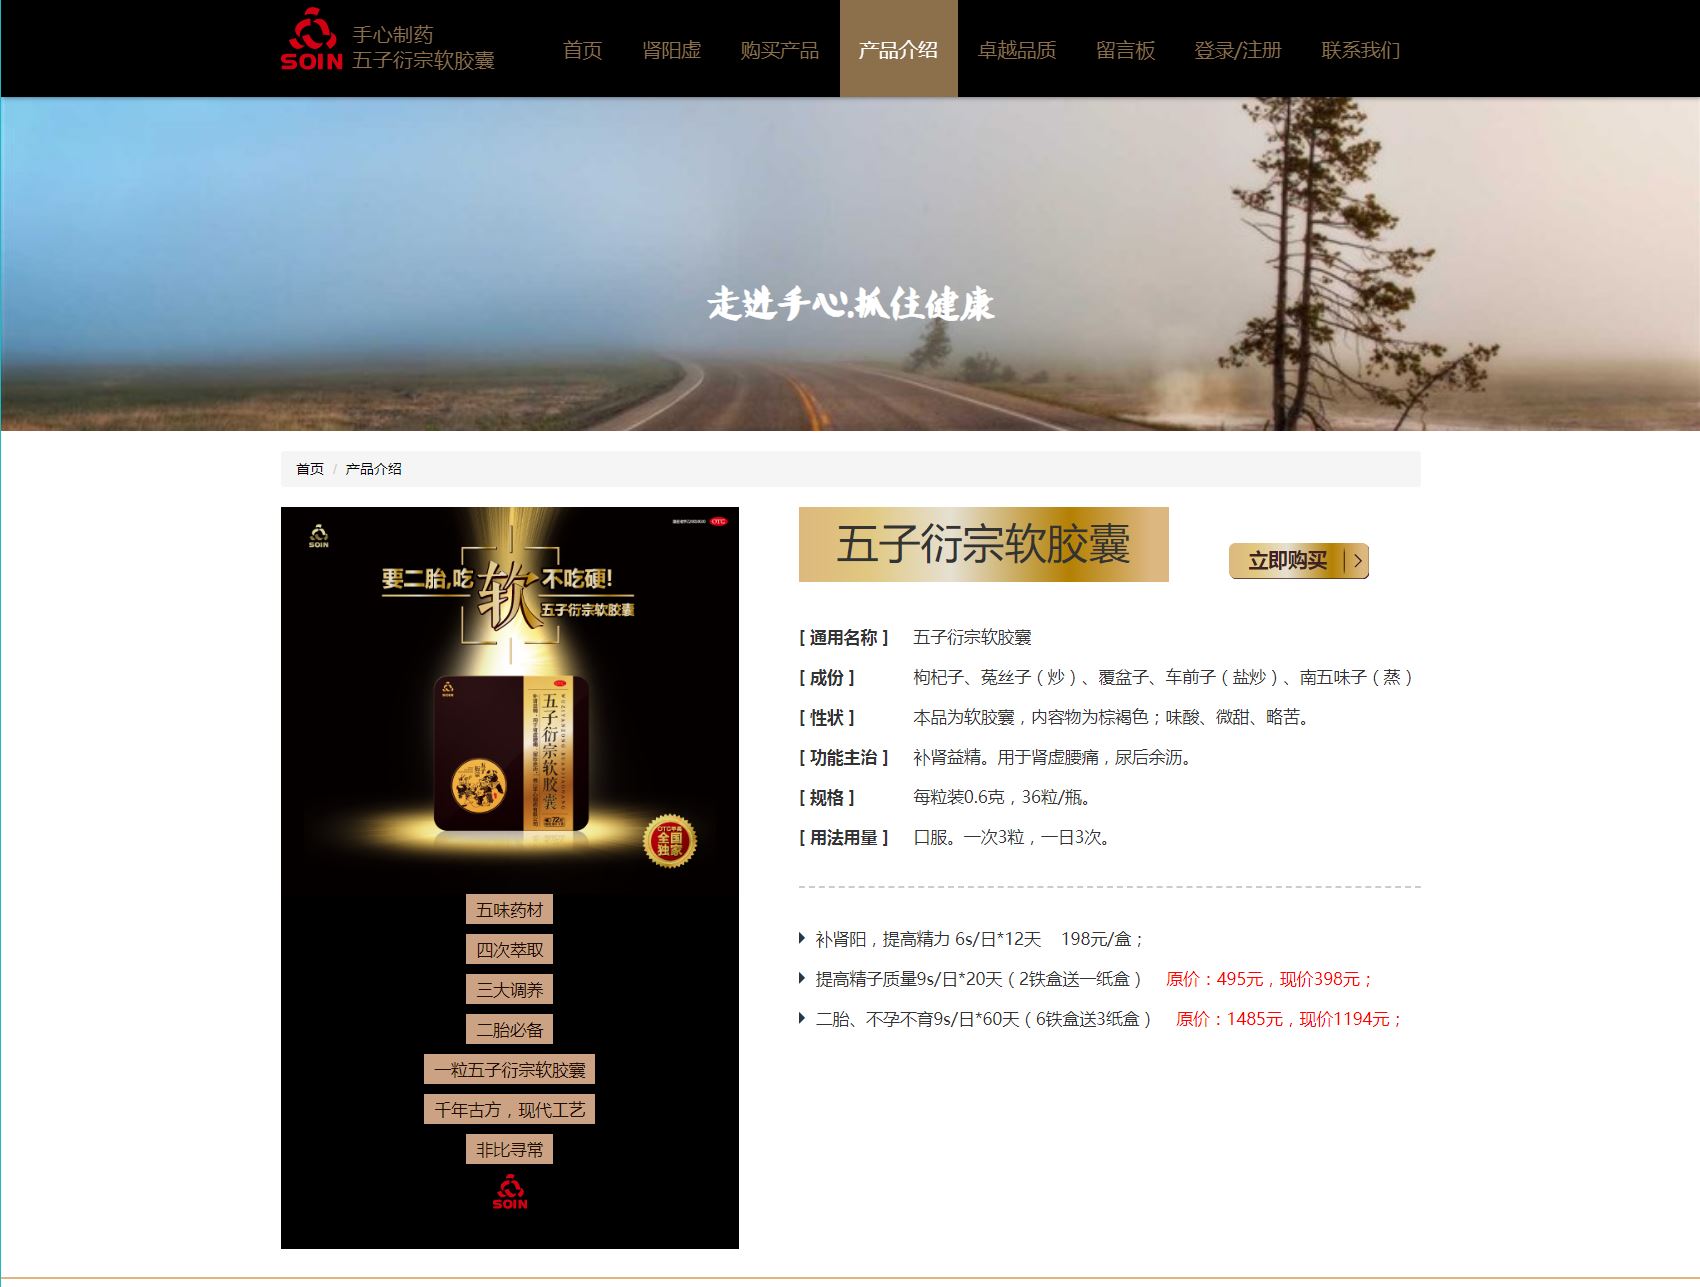 SOIN
手心制药
五子衍宗软胶囊
首页
肾阳虚
购买产品
产品介绍
卓越品质
留言板
登录/注册
联系我们
走进手心.抓住健康
首页 / 产品介绍
SOIN
OTC
要二胎,吃软不吃硬!
五子衍宗软胶囊
五子衍宗软胶囊
WUZIYANZONG RUANJIAONANG
OTC甲类
全国
独家
五味药材
四次萃取
三大调养
二胎必备
一粒五子衍宗软胶囊
千年古方，现代工艺
非比寻常
SOIN
五子衍宗软胶囊
立即购买
[ 通用名称 ] 五子衍宗软胶囊
[ 成份 ] 枸杞子、菟丝子（炒）、覆盆子、车前子（盐炒）、南五味子（蒸）
[ 性状 ] 本品为软胶囊，内容物为棕褐色；味酸、微甜、略苦。
[ 功能主治 ] 补肾益精。用于肾虚腰痛，尿后余沥。
[ 规格 ] 每粒装0.6克，36粒/瓶。
[ 用法用量 ] 口服。一次3粒，一日3次。
补肾阳，提高精力 6s/日*12天 198元/盒；
提高精子质量9s/日*20天（2铁盒送一纸盒） 原价：495元，现价398元；
二胎、不孕不育9s/日*60天（6铁盒送3纸盒） 原价：1485元，现价1194元；